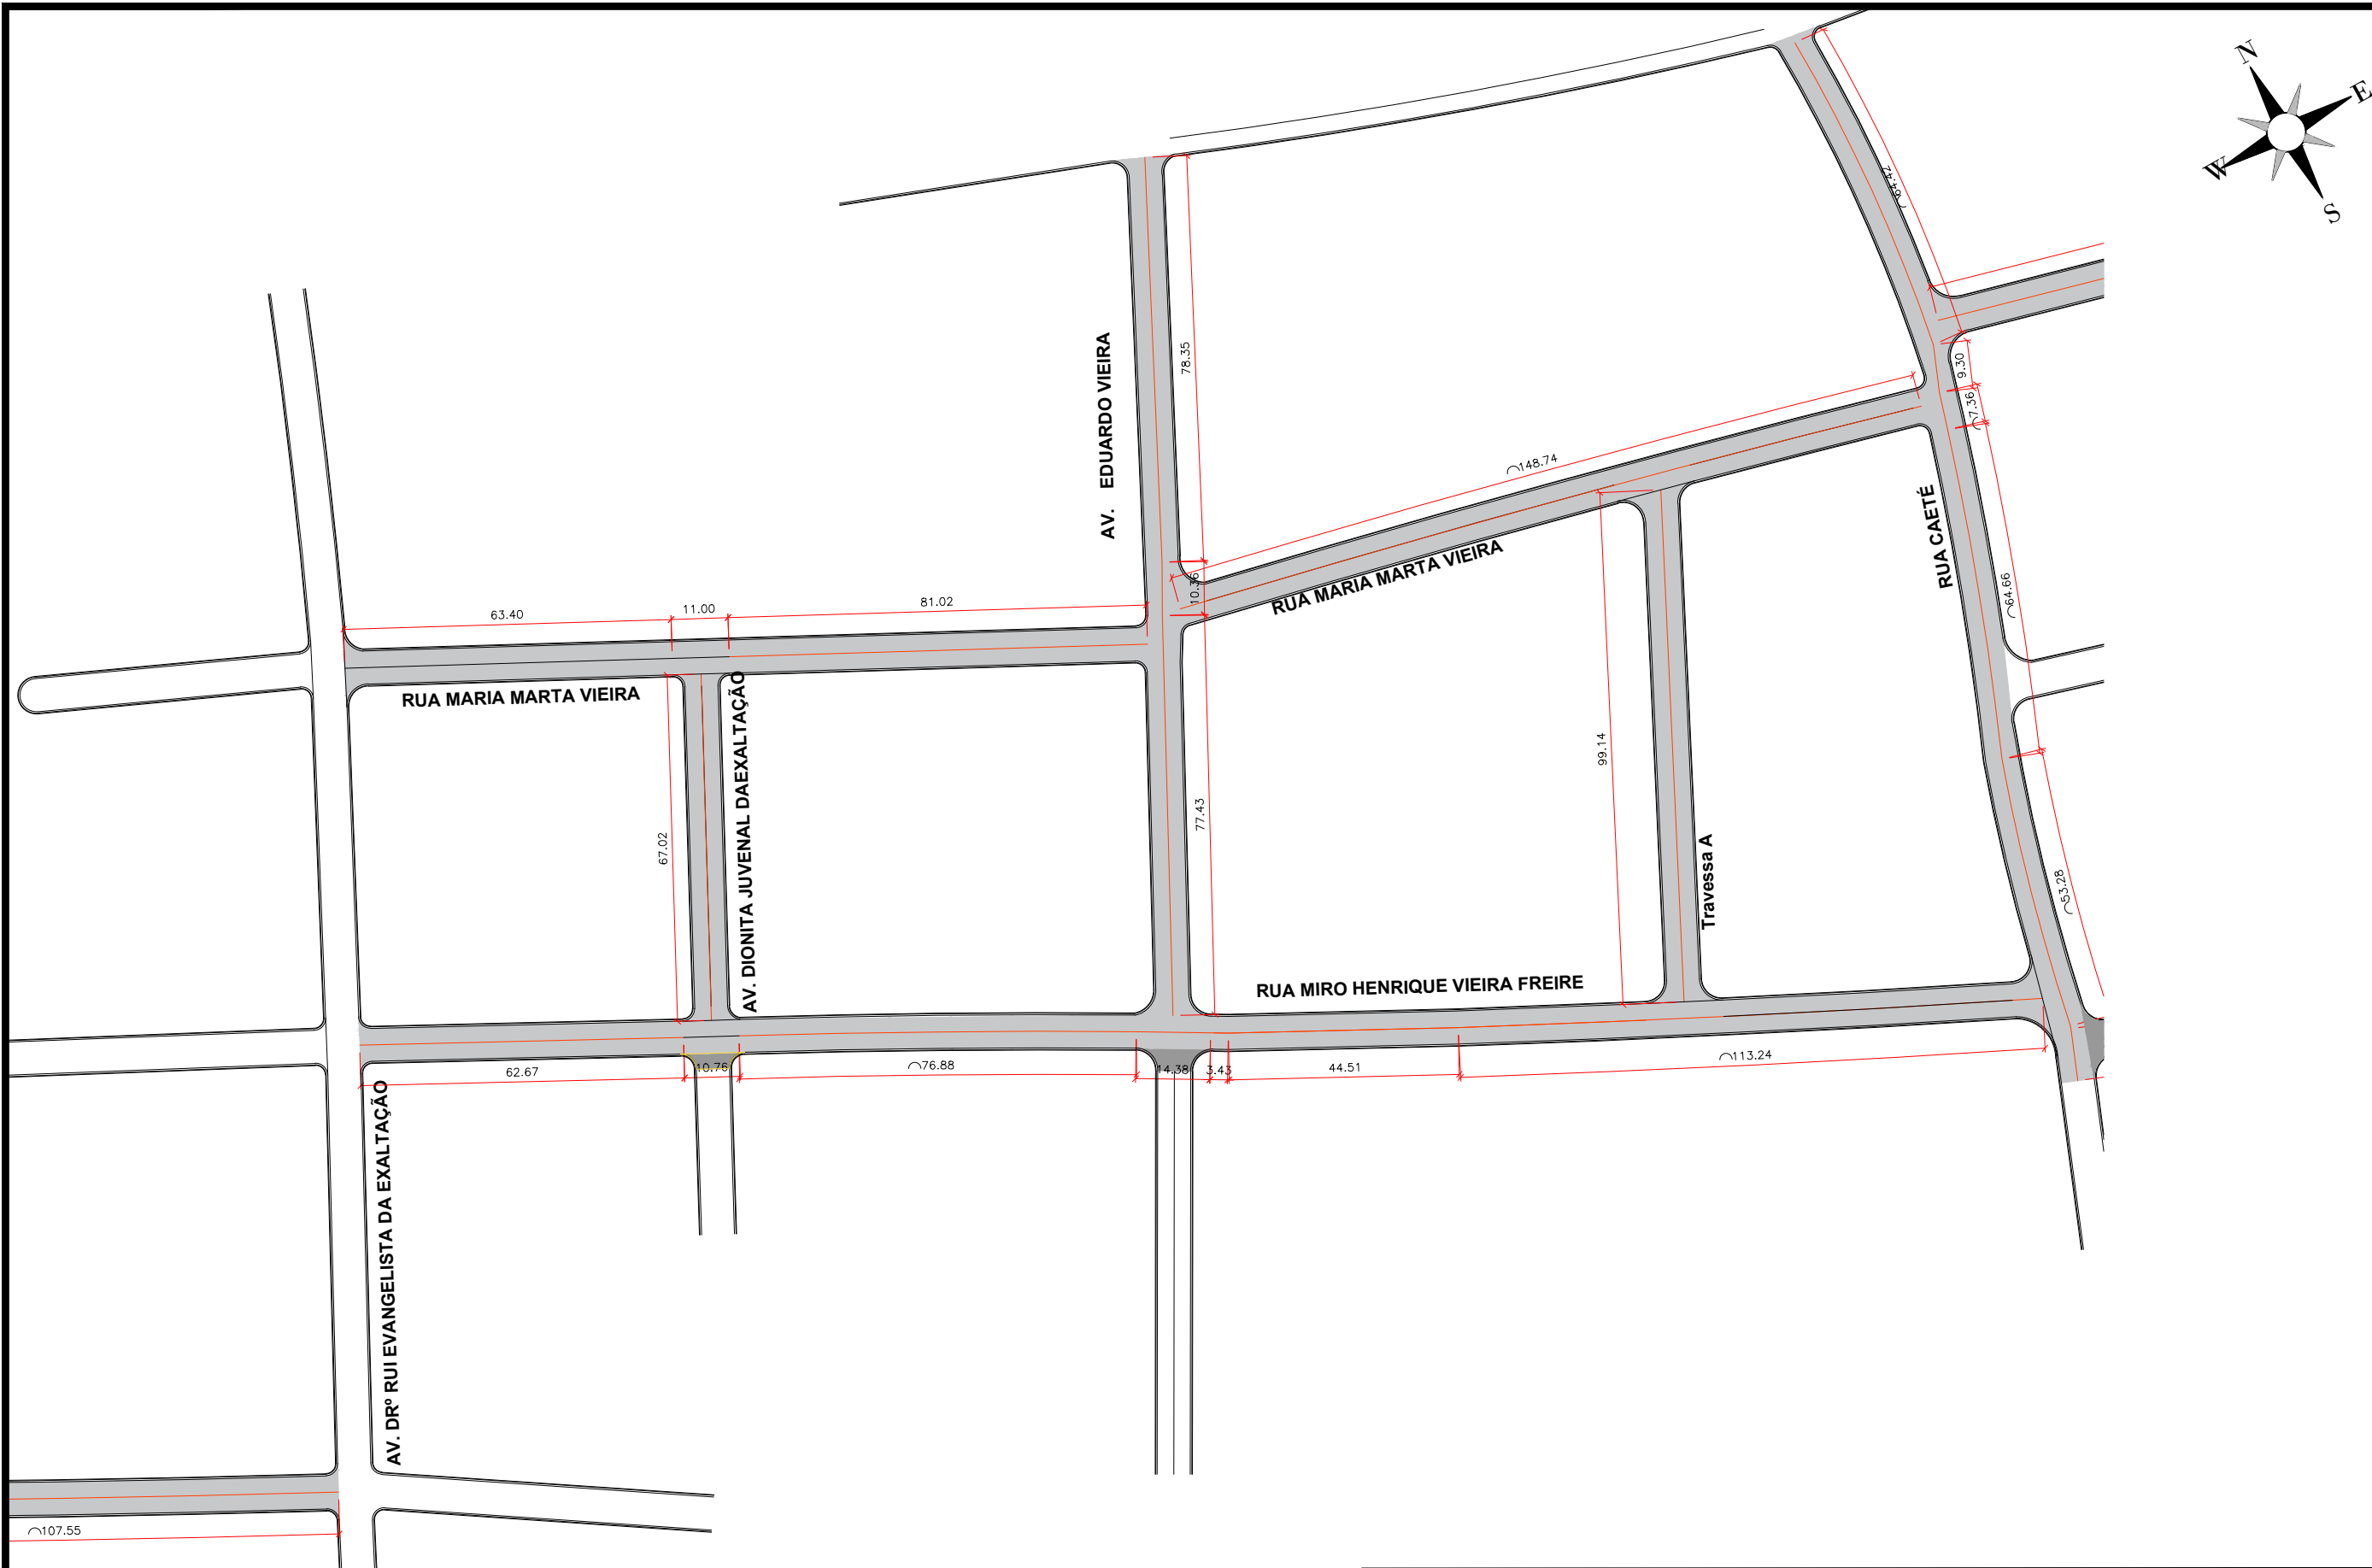 N
E
W
S
64.42
9.30
7.36
AV. EDUARDO VIEIRA
78.35
148.74
RUA CAETÉ
RUA MARIA MARTA VIEIRA
10.36
64.66
63.40
11.00
81.02
RUA MARIA MARTA VIEIRA
AV. DIONITA JUVENAL DAEXALTAÇÃO
67.02
77.43
99.14
Travessa A
53.28
RUA MIRO HENRIQUE VIEIRA FREIRE
62.67
10.76
76.88
14.38
3.43
44.51
113.24
AV. DRº RUI EVANGELISTA DA EXALTAÇÃO
107.55